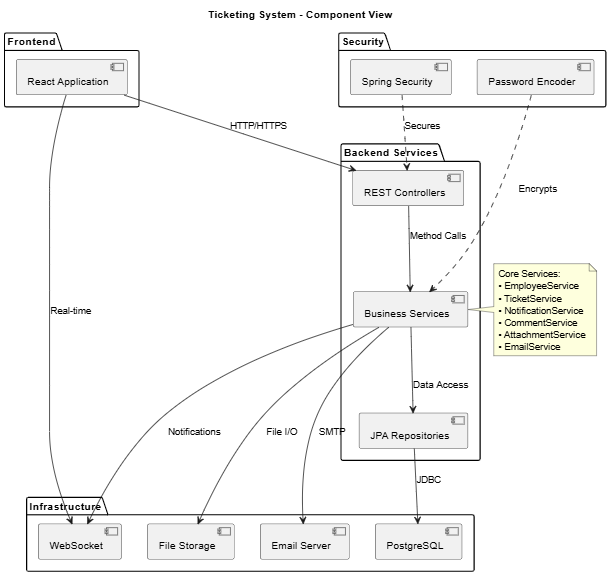 Ticketing System - Component View
Frontend
Security
React Application
Spring Security
Password Encoder
HTTP/HTTPS
Secures
Backend Services
REST Controllers
Encrypts
Method Calls
Core Services:
• EmployeeService
• TicketService
• NotificationService
• CommentService
• AttachmentService
• EmailService
Real-time
Business Services
Data Access
Notifications
File I/O
SMTP
JPA Repositories
JDBC
Infrastructure
WebSocket
File Storage
Email Server
PostgreSQL